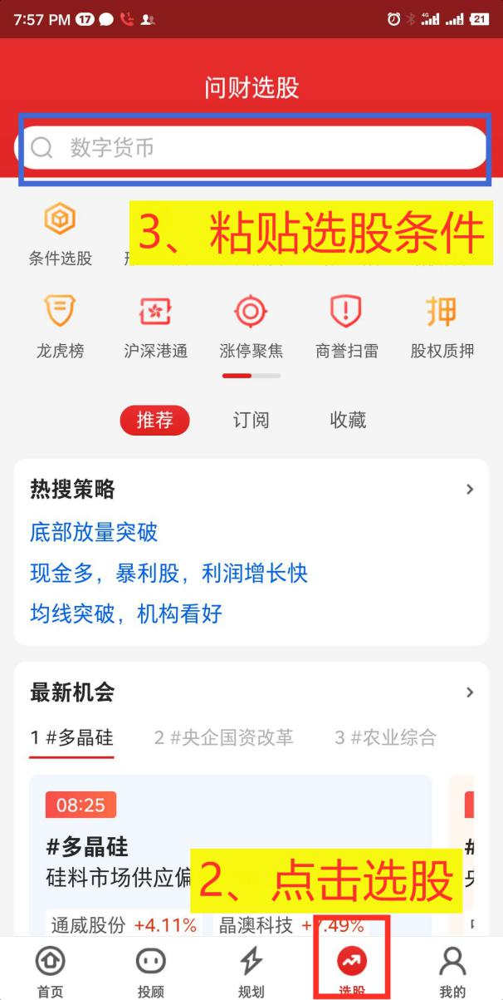 7:57 PM 17 4G 21
问财选股
数字货币
3、粘贴选股条件
条件选股
龙虎榜 沪深港通 涨停聚焦 商誉扫雷 股权质押
推荐 订阅 收藏
热搜策略
底部放量突破
现金多，暴利股，利润增长快
均线突破，机构看好
最新机会
1 #多晶硅 2 #央企国资改革 3 #农业综合
08:25
#多晶硅 #
硅料市场供应偏
2、点击选股
通威股份 +4.11% 晶澳科技 +7.49%
首页 投顾 规划 选股 我的